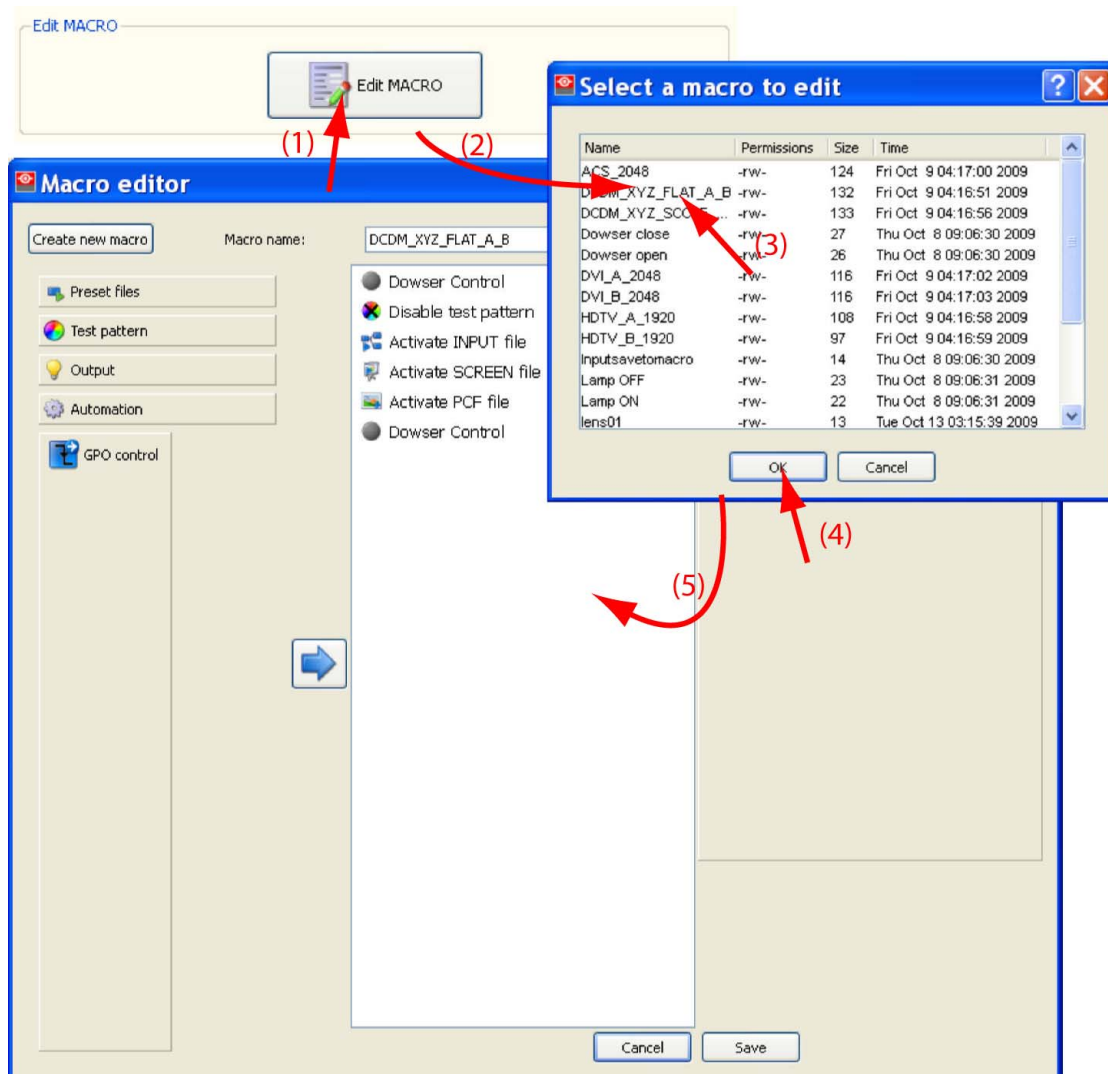 Edit MACRO
Edit MACRO
(1)
(2)
Select a macro to edit
Name Permissions Size Time
ACS_2048 -rw- 124 Fri Oct 9 04:17:00 2009
DCDM_XYZ_FLAT_A_B -rw- 132 Fri Oct 9 04:16:51 2009
DCDM_XYZ_SCOPE_... -rw- 133 Fri Oct 9 04:16:56 2009
Dowser close -rw- 27 Thu Oct 8 09:06:30 2009
Dowser open -rw- 26 Thu Oct 8 09:06:30 2009
DVI_A_2048 -rw- 116 Fri Oct 9 04:17:02 2009
DVI_B_2048 -rw- 116 Fri Oct 9 04:17:03 2009
HDTV_A_1920 -rw- 108 Fri Oct 9 04:16:58 2009
HDTV_B_1920 -rw- 97 Fri Oct 9 04:16:59 2009
Inputsavetomacro -rw- 14 Thu Oct 8 09:06:30 2009
Lamp OFF -rw- 23 Thu Oct 8 09:06:31 2009
Lamp ON -rw- 22 Thu Oct 8 09:06:31 2009
lens01 -rw- 13 Tue Oct 13 03:15:39 2009
(3)
OK Cancel
(4)
(5)
Macro editor
Create new macro Macro name: DCDM_XYZ_FLAT_A_B
Preset files
Test pattern
Output
Automation
GPO control
Dowser Control
Disable test pattern
Activate INPUT file
Activate SCREEN file
Activate PCF file
Dowser Control
Cancel Save